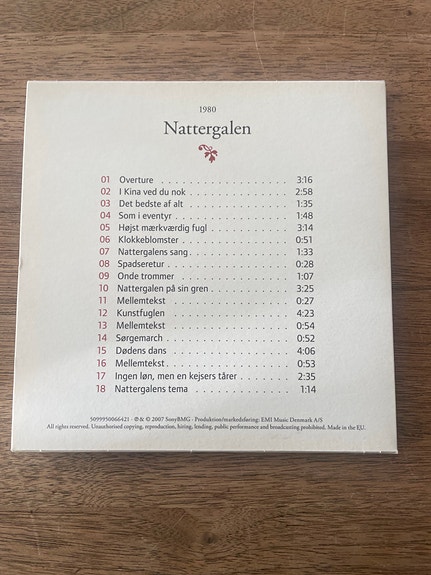 1980
Nattergalen
01 Overture . . . . . . . . . . . . . . . . . . . 3:16
02 I Kina ved du nok . . . . . . . . . . . . . . 2:58
03 Det bedste af alt . . . . . . . . . . . . . . 1:35
04 Som i eventyr . . . . . . . . . . . . . . . . 1:48
05 Højst mærkværdig fugl . . . . . . . . . . . 3:14
06 Klokkeblomster . . . . . . . . . . . . . . . 0:51
07 Nattergalens sang . . . . . . . . . . . . . . 1:33
08 Spadseretur . . . . . . . . . . . . . . . . . 0:28
09 Onde trommer . . . . . . . . . . . . . . . . 1:07
10 Nattergalen på sin gren . . . . . . . . . . . 3:25
11 Mellemtekst . . . . . . . . . . . . . . . . . 0:27
12 Kunstfuglen . . . . . . . . . . . . . . . . . 4:23
13 Mellemtekst . . . . . . . . . . . . . . . . . 0:54
14 Sørgemarch . . . . . . . . . . . . . . . . . 0:52
15 Dødens dans . . . . . . . . . . . . . . . . . 4:06
16 Mellemtekst . . . . . . . . . . . . . . . . . 0:53
17 Ingen løn, men en kejsers tårer . . . . . . . 2:35
18 Nattergalens tema . . . . . . . . . . . . . . 1:14
5099950066421 · ℗ & © 2007 SonyBMG · Produktion/markedsføring: EMI Music Denmark A/S
All rights reserved. Unauthorised copying, reproduction, hiring, lending, public performance and broadcasting prohibited. Made in the EU.